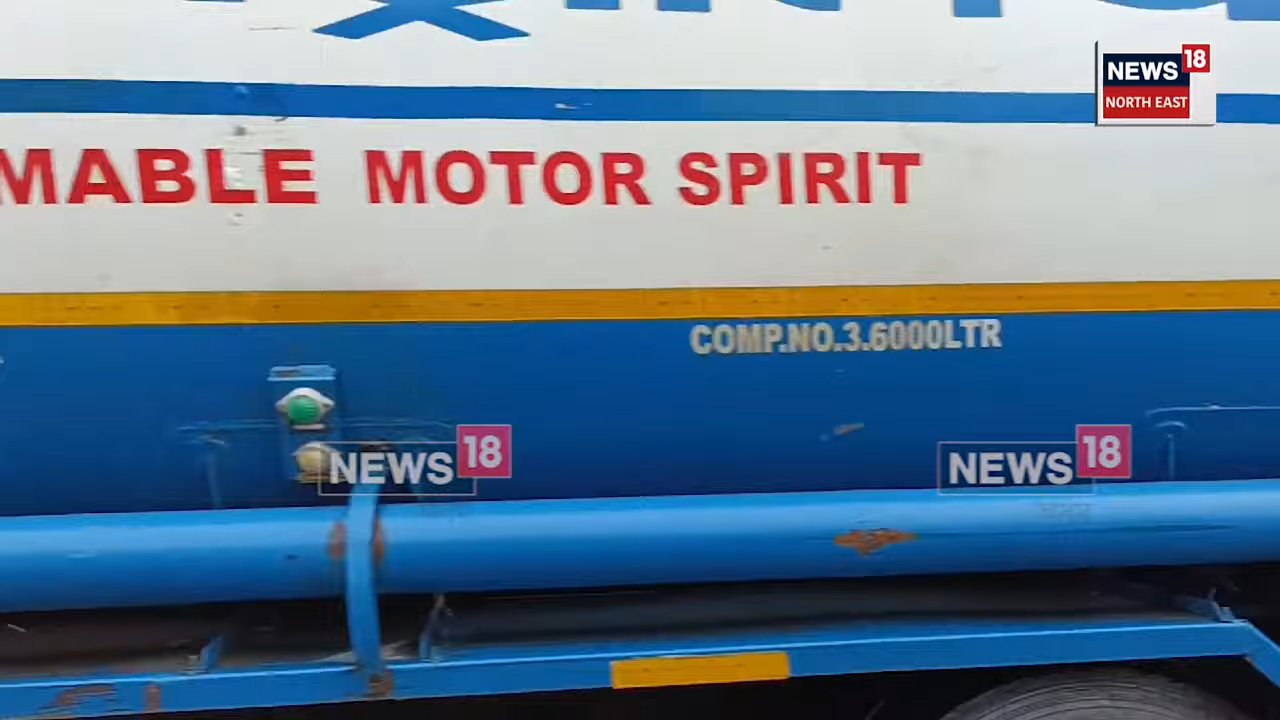 NEWS 18
NORTH EAST
MABLE MOTOR SPIRIT
COMP.NO.3.6000LTR
NEWS 18
NEWS 18